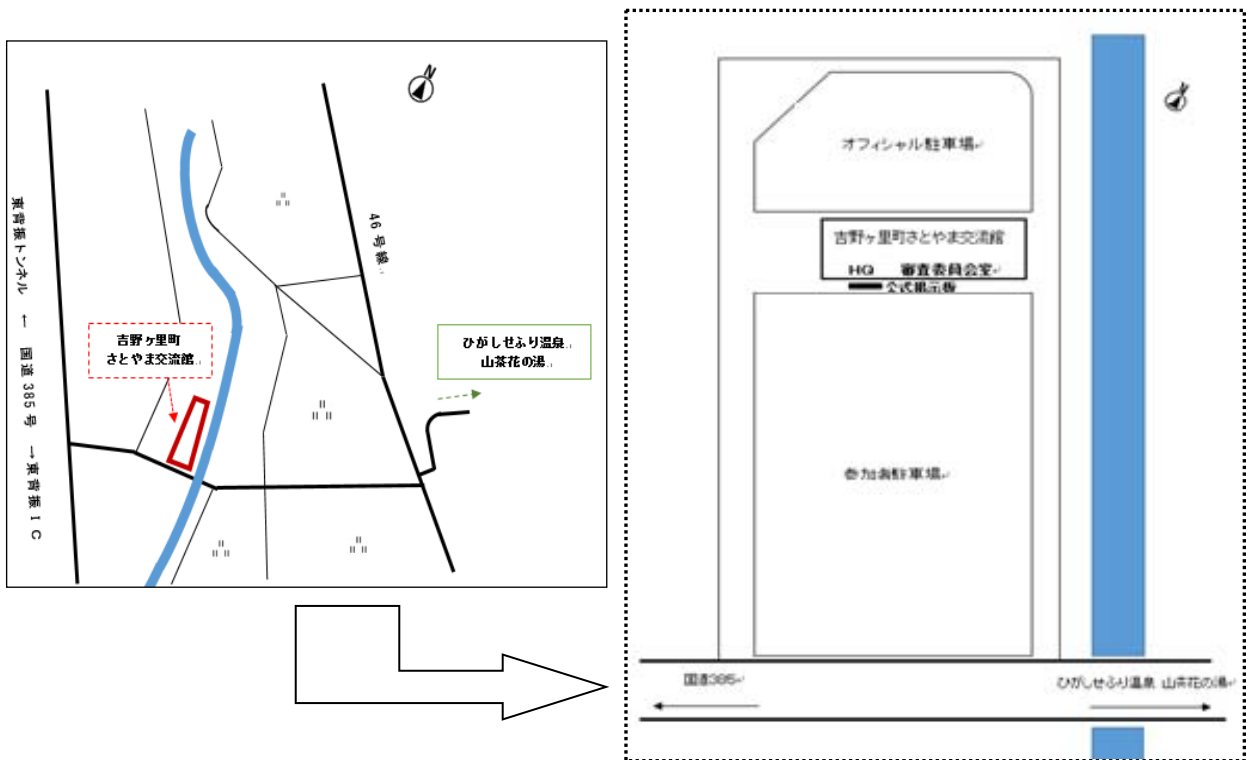 N
46号線
東背振トンネル ← 国道385号 →東背振IC
吉野ヶ里町
さとやま交流館
ひがしせふり温泉
山茶花の湯
N
オフィシャル駐車場
吉野ヶ里町さとやま交流館
HQ 審査委員会室
公式掲示板
参加者駐車場
国道385
ひがしせふり温泉 山茶花の湯